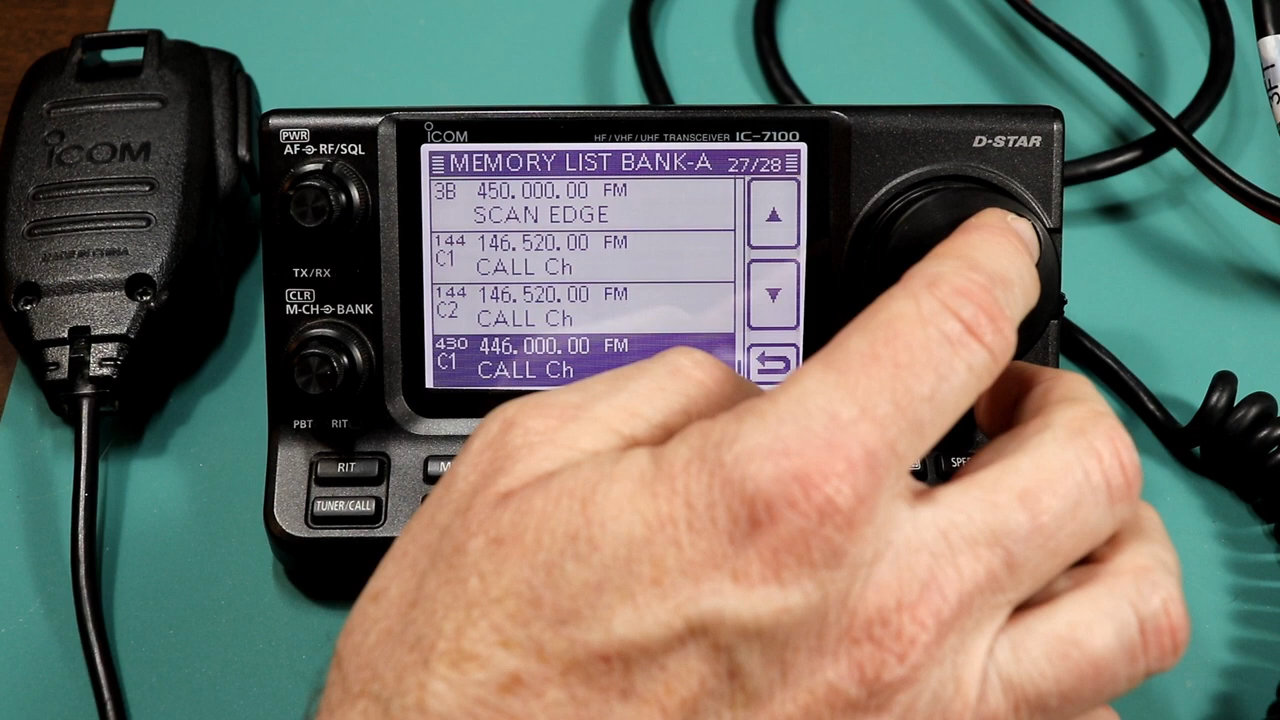 ICOM
MADE IN CHINA
PWR
AF RF/SQL
TX/RX
CLR
M-CH BANK
PBT RIT
RIT
TUNER/CALL
ICOM
HF/VHF/UHF TRANSCEIVER IC-7100
MEMORY LIST BANK-A 27/28
3B 450.000.00 FM
SCAN EDGE
144 146.520.00 FM
C1 CALL Ch
144 146.520.00 FM
C2 CALL Ch
430 446.000.00 FM
C1 CALL Ch
D-STAR